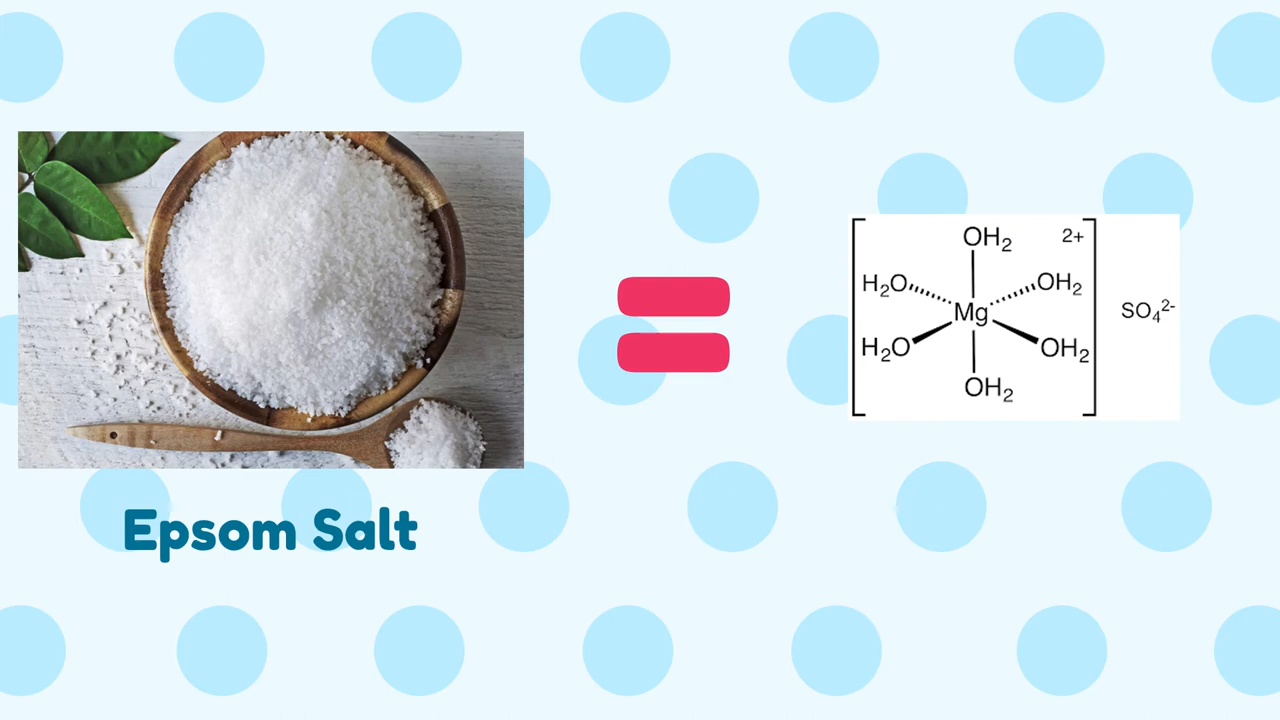 Epsom Salt
OH₂ 2+
H₂O OH₂
Mg SO₄²⁻
H₂O OH₂
OH₂